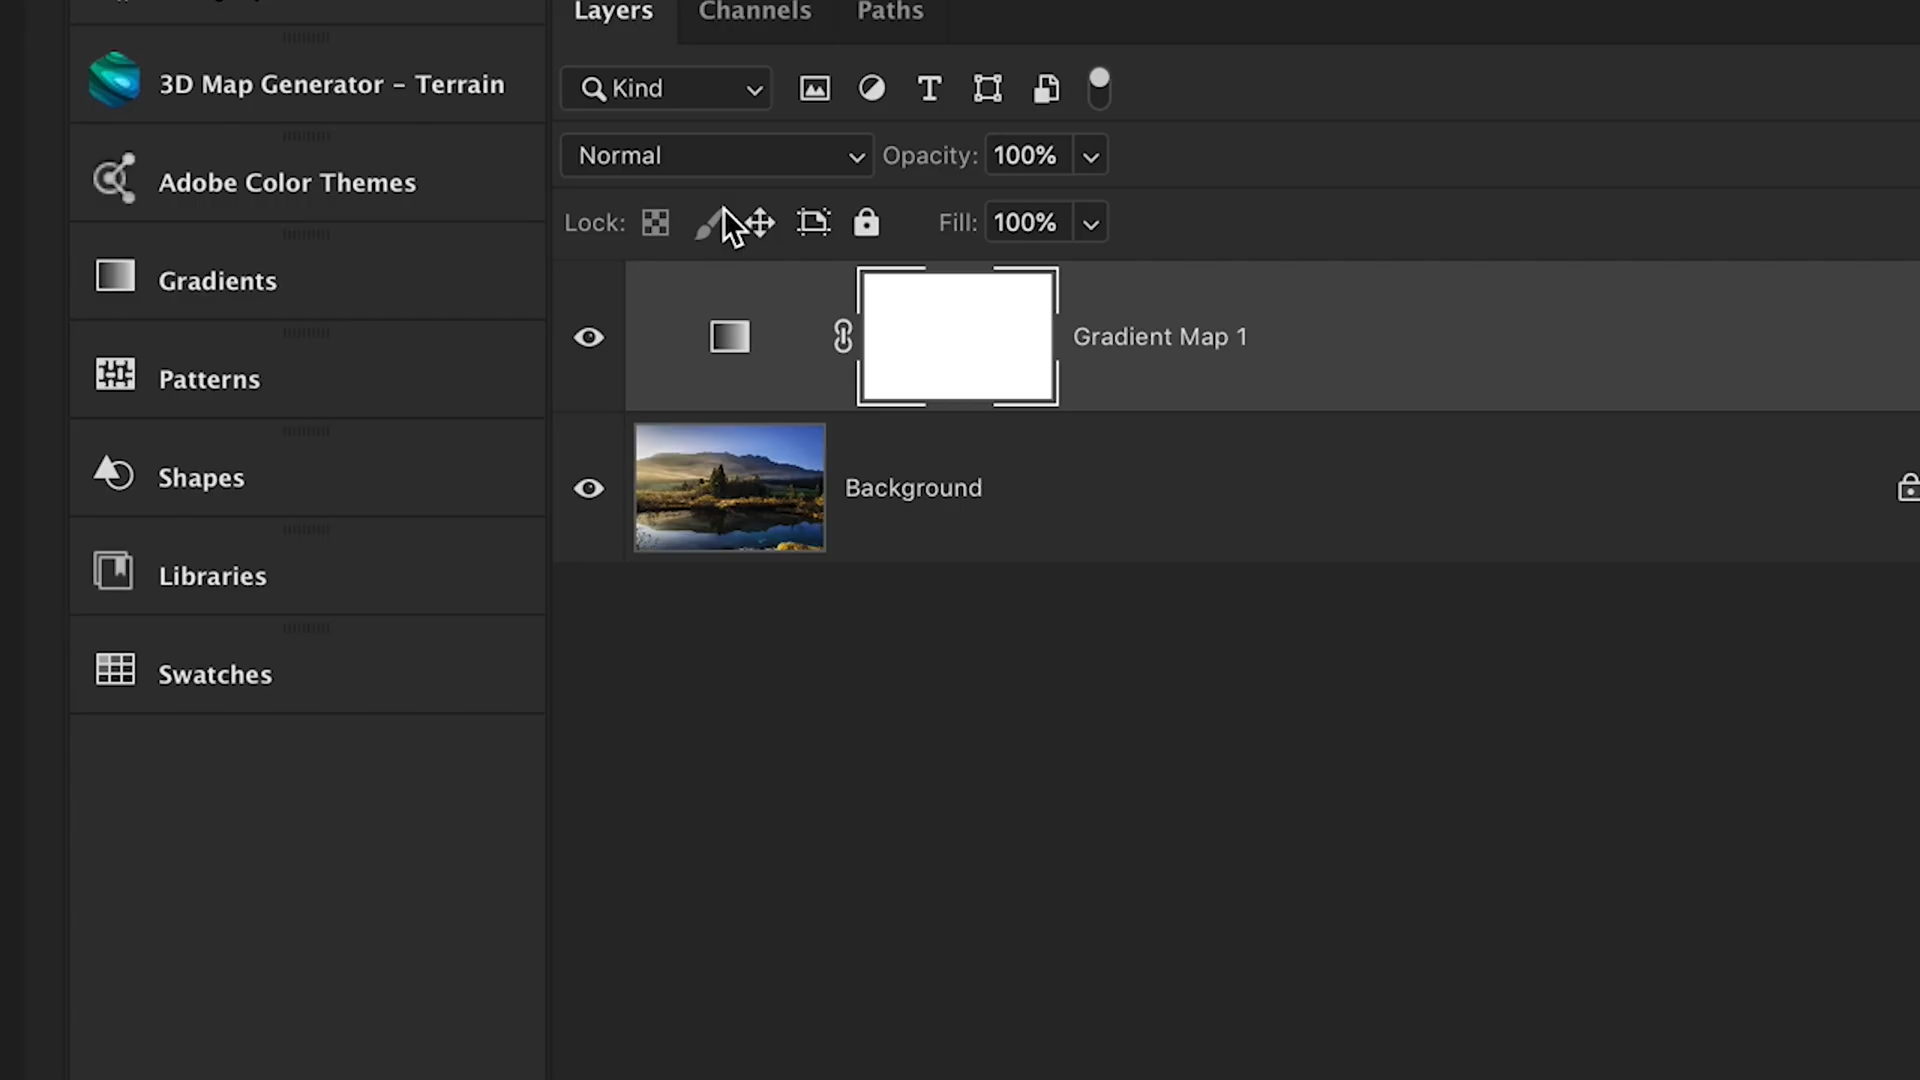 Layers Channels Paths
3D Map Generator – Terrain
Kind
Adobe Color Themes
Normal Opacity: 100%
Lock: Fill: 100%
Gradients
Gradient Map 1
Patterns
Shapes
Background
Libraries
Swatches